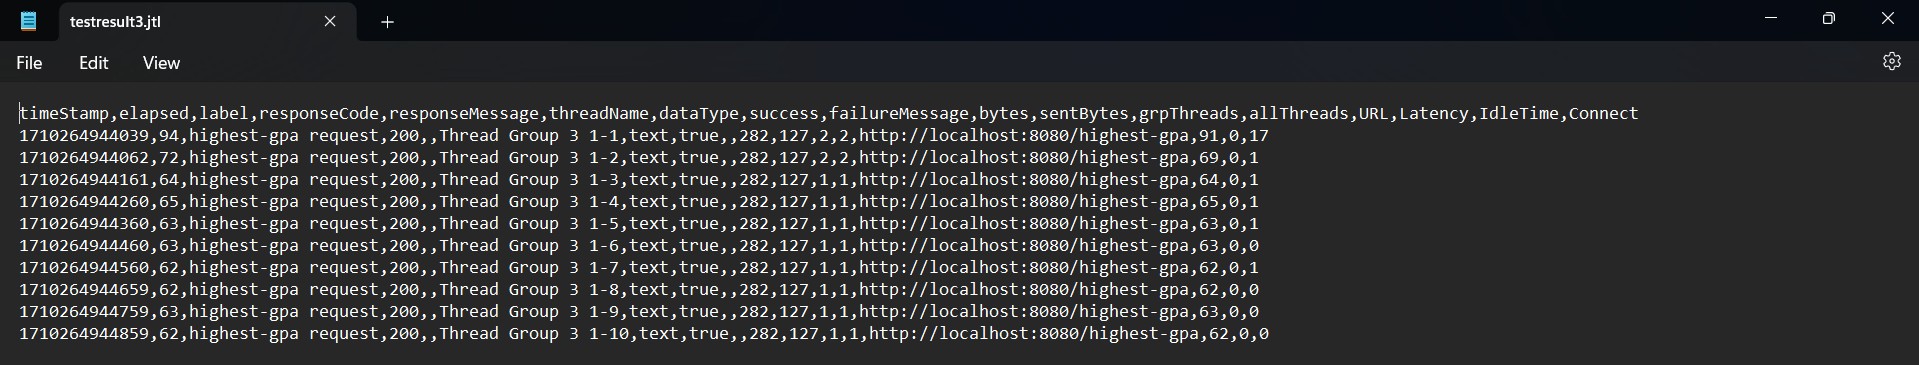 testresult3.jtl
File Edit View
timeStamp,elapsed,label,responseCode,responseMessage,threadName,dataType,success,failureMessage,bytes,sentBytes,grpThreads,allThreads,URL,Latency,IdleTime,Connect
1710264944039,94,highest-gpa request,200,,Thread Group 3 1-1,text,true,,282,127,2,2,http://localhost:8080/highest-gpa,91,0,17
1710264944062,72,highest-gpa request,200,,Thread Group 3 1-2,text,true,,282,127,2,2,http://localhost:8080/highest-gpa,69,0,1
1710264944161,64,highest-gpa request,200,,Thread Group 3 1-3,text,true,,282,127,1,1,http://localhost:8080/highest-gpa,64,0,1
1710264944260,65,highest-gpa request,200,,Thread Group 3 1-4,text,true,,282,127,1,1,http://localhost:8080/highest-gpa,65,0,1
1710264944360,63,highest-gpa request,200,,Thread Group 3 1-5,text,true,,282,127,1,1,http://localhost:8080/highest-gpa,63,0,1
1710264944460,63,highest-gpa request,200,,Thread Group 3 1-6,text,true,,282,127,1,1,http://localhost:8080/highest-gpa,63,0,0
1710264944560,62,highest-gpa request,200,,Thread Group 3 1-7,text,true,,282,127,1,1,http://localhost:8080/highest-gpa,62,0,1
1710264944659,62,highest-gpa request,200,,Thread Group 3 1-8,text,true,,282,127,1,1,http://localhost:8080/highest-gpa,62,0,0
1710264944759,63,highest-gpa request,200,,Thread Group 3 1-9,text,true,,282,127,1,1,http://localhost:8080/highest-gpa,63,0,0
1710264944859,62,highest-gpa request,200,,Thread Group 3 1-10,text,true,,282,127,1,1,http://localhost:8080/highest-gpa,62,0,0